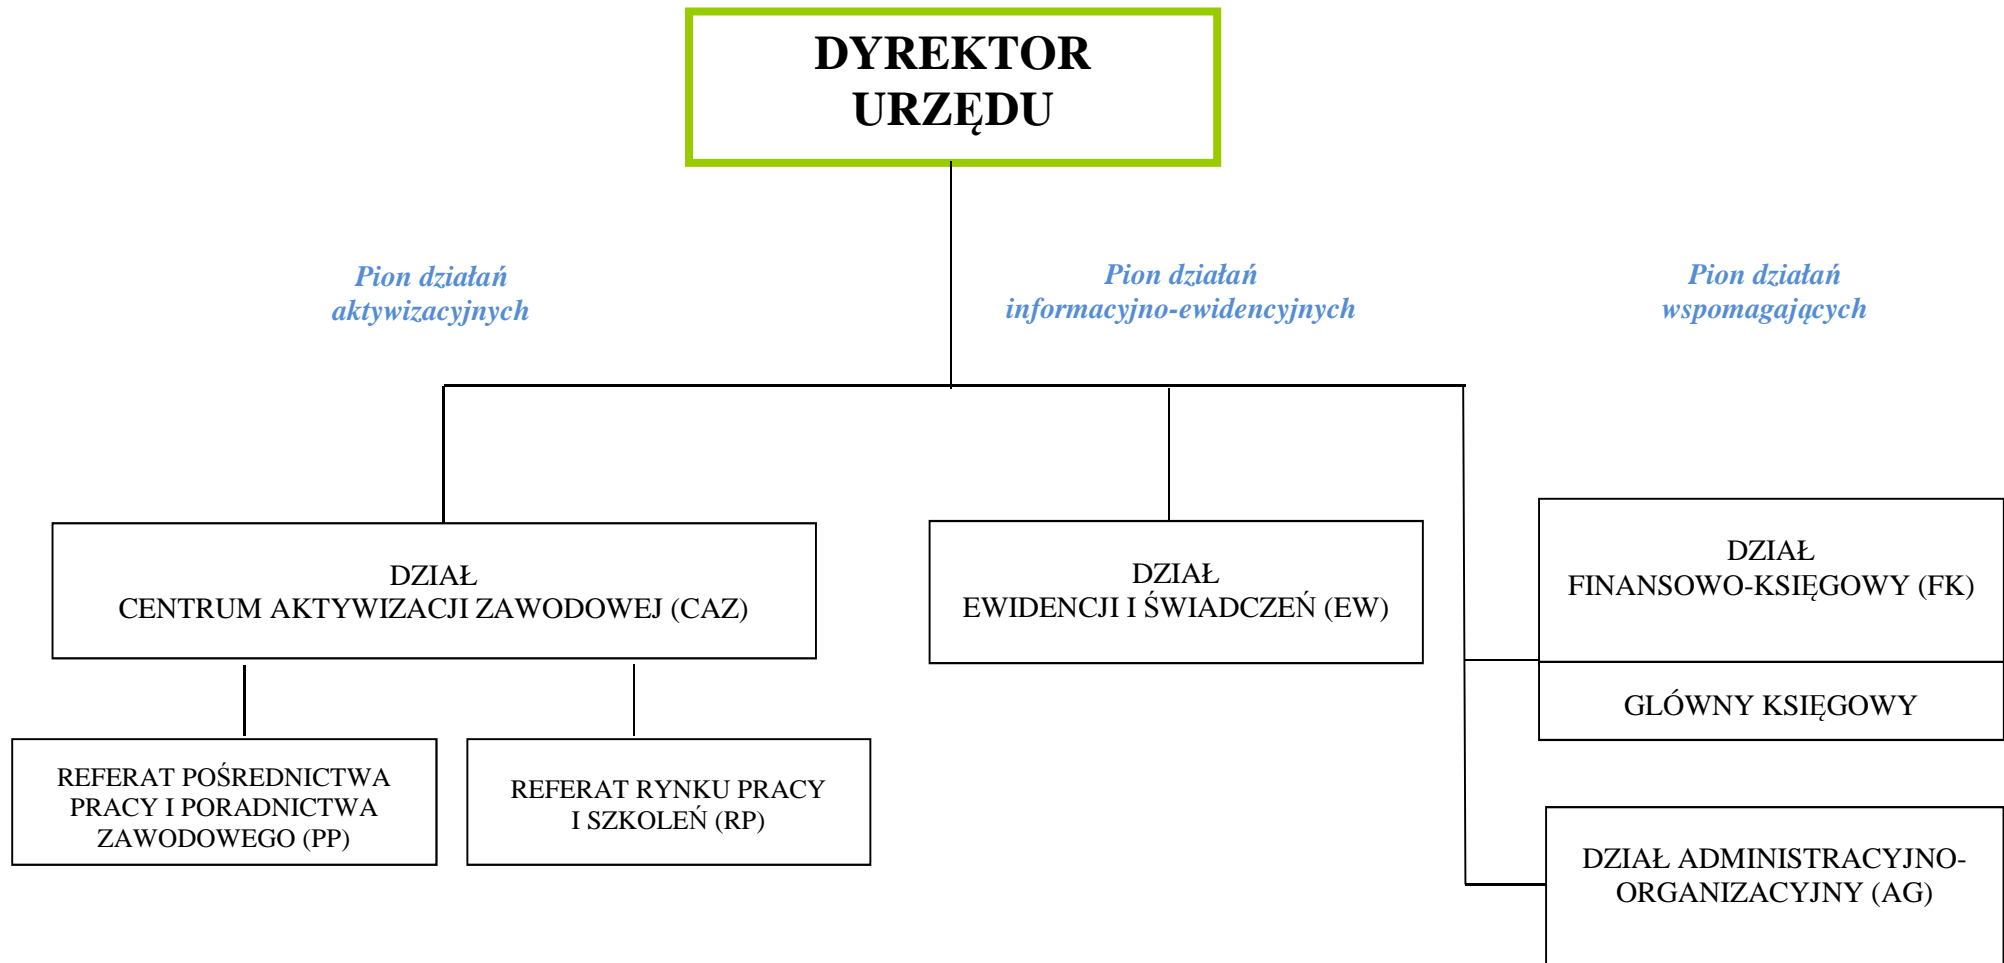 DYREKTOR
URZĘDU
Pion działań
aktywizacyjnych
Pion działań
informacyjno-ewidencyjnych
Pion działań
wspomagających
DZIAŁ
CENTRUM AKTYWIZACJI ZAWODOWEJ (CAZ)
DZIAŁ
EWIDENCJI I ŚWIADCZEŃ (EW)
DZIAŁ
FINANSOWO-KSIĘGOWY (FK)
GLÓWNY KSIĘGOWY
REFERAT POŚREDNICTWA
PRACY I PORADNICTWA
ZAWODOWEGO (PP)
REFERAT RYNKU PRACY
I SZKOLEŃ (RP)
DZIAŁ ADMINISTRACYJNO-
ORGANIZACYJNY (AG)